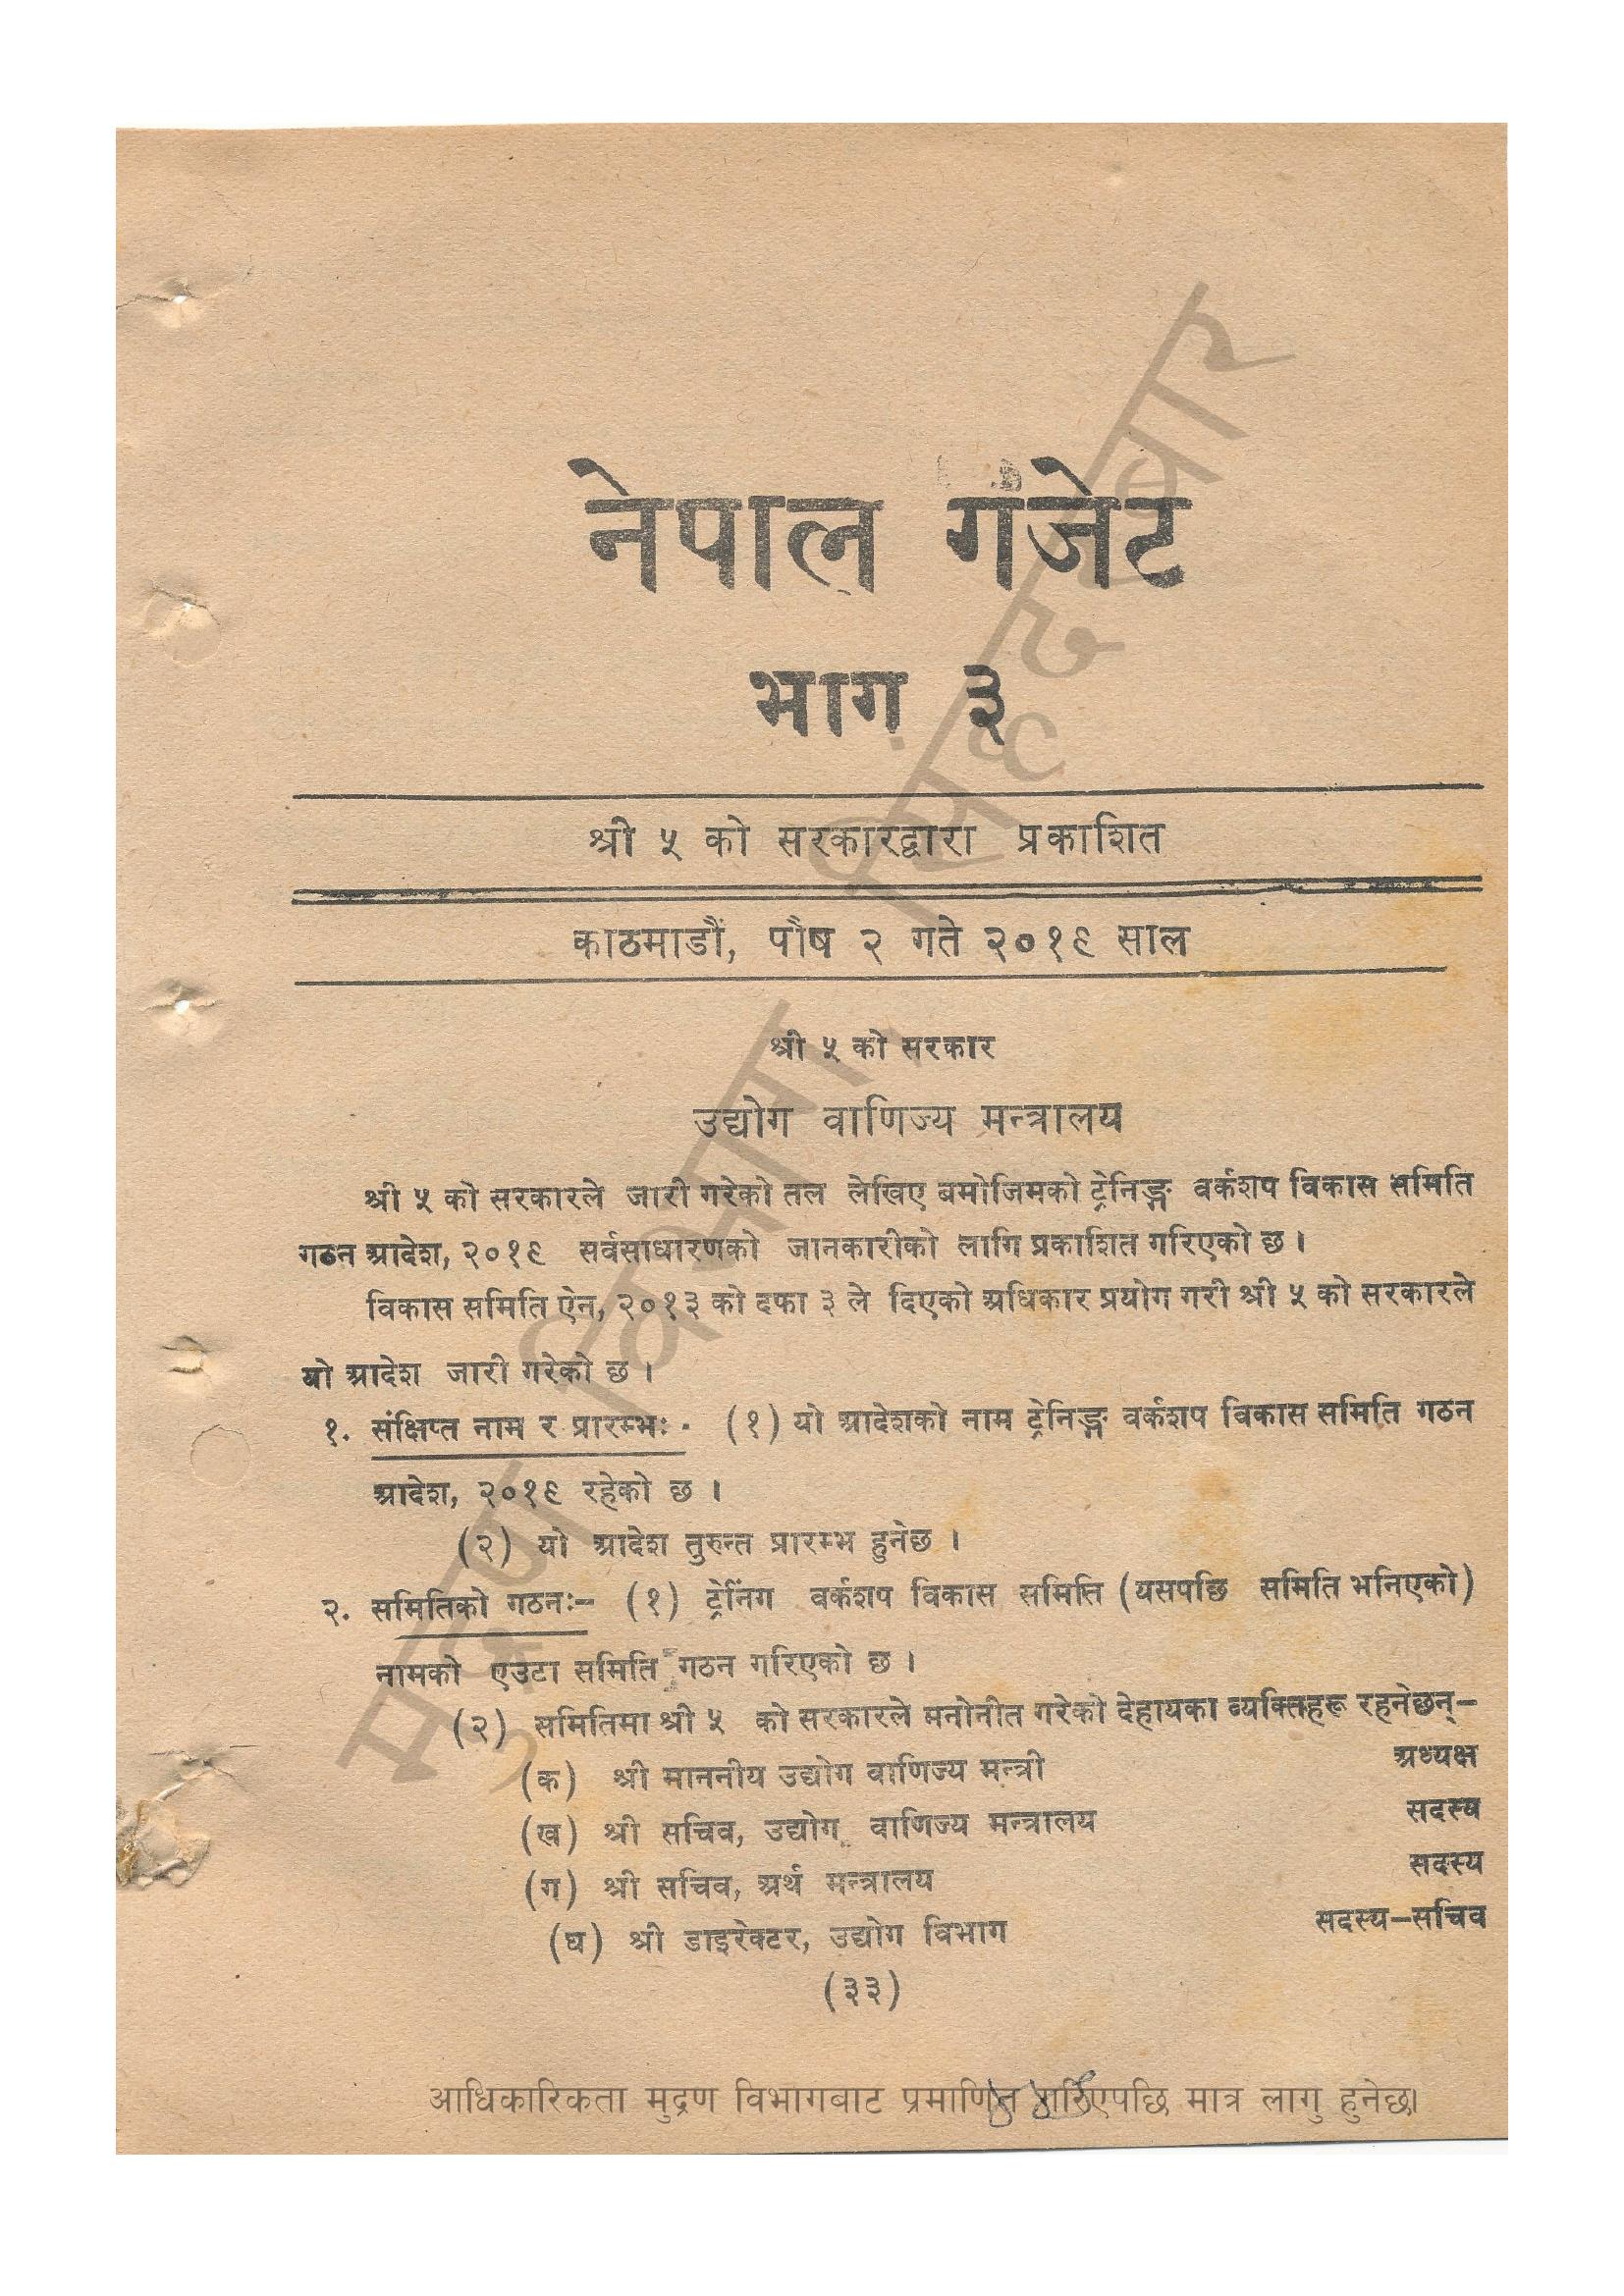 नेपाल गजेट
भाग ३
श्री ५ को सरकारद्वारा प्रकाशित
काठमाडौं, पौष २ गते २०१९ साल
श्री ५ को सरकार
उद्योग वाणिज्य मन्त्रालय
श्री ५ को सरकारले जारी गरेको तल लेखिए बमोजिमको ट्रेनिङ्ग वर्कशप विकास समिति
गठन आदेश, २०१९ सर्वसाधारणको जानकारीको लागि प्रकाशित गरिएको छ ।
विकास समिति ऐन, २०१३ को दफा ३ ले दिएको अधिकार प्रयोग गरी श्री ५ को सरकारले
यो आदेश जारी गरेको छ ।
१. संक्षिप्त नाम र प्रारम्भः- (१) यो आदेशको नाम ट्रेनिङ्ग वर्कशप विकास समिति गठन
आदेश, २०१९ रहेको छ ।
(२) यो आदेश तुरुन्त प्रारम्भ हुनेछ ।
२. समितिको गठनः– (१) ट्रेनिंग वर्कशप विकास समिति (यसपछि समिति भनिएको)
नामको एउटा समिति गठन गरिएको छ ।
(२) समितिमा श्री ५ को सरकारले मनोनीत गरेको देहायका व्यक्तिहरू रहनेछन्–
(क) श्री माननीय उद्योग वाणिज्य मन्त्री अध्यक्ष
(ख) श्री सचिव, उद्योग वाणिज्य मन्त्रालय सदस्य
(ग) श्री सचिव, अर्थ मन्त्रालय सदस्य
(घ) श्री डाइरेक्टर, उद्योग विभाग सदस्य–सचिव
(३३)
आधिकारिकता मुद्रण विभागबाट प्रमाणित गरिएपछि मात्र लागु हुनेछ।
मुद्रण विभाग, सिंहदरबार